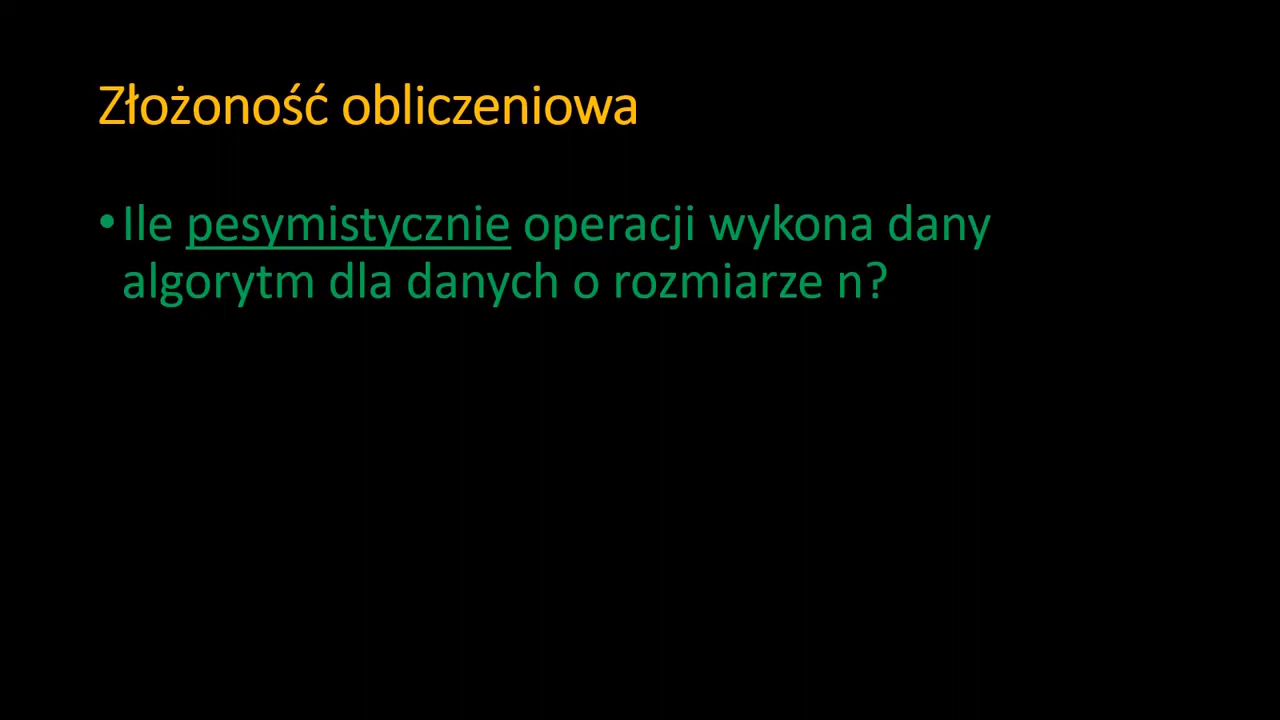 Złożoność obliczeniowa
•Ile pesymistycznie operacji wykona dany
algorytm dla danych o rozmiarze n?